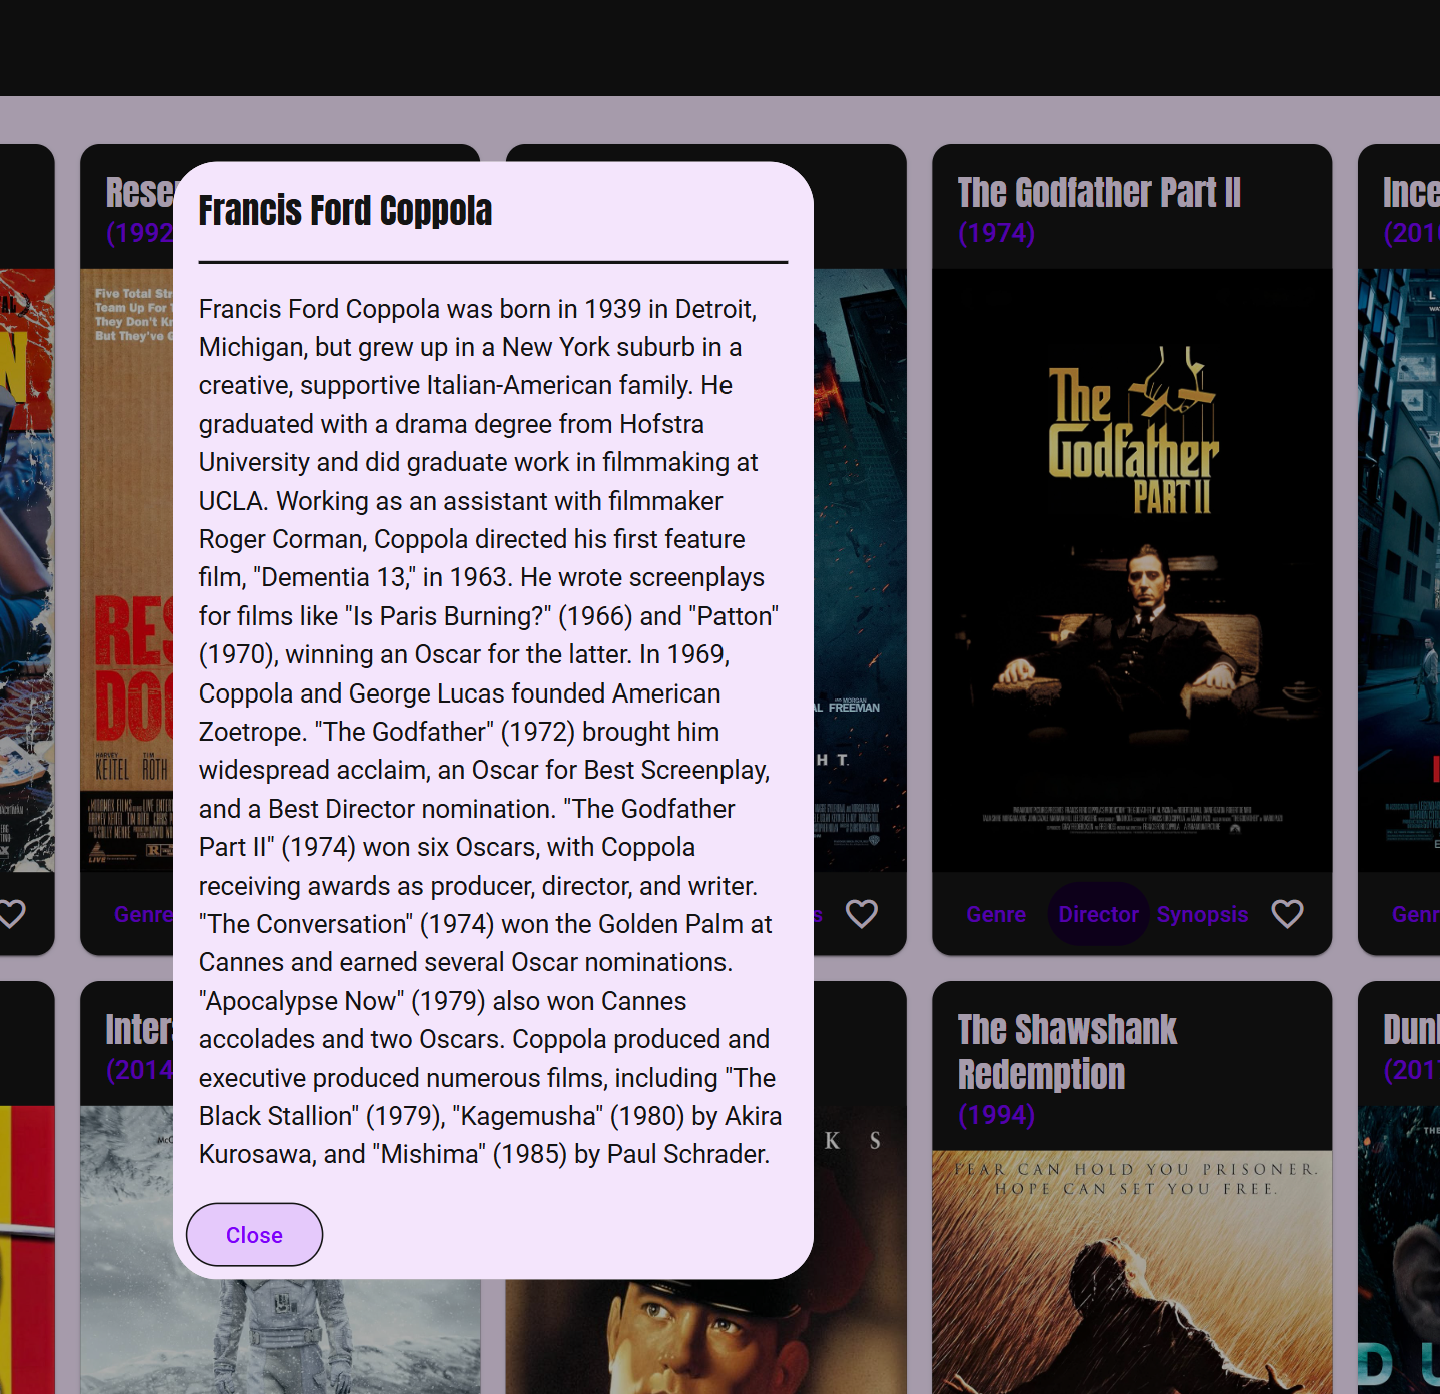 Rese
(1992
The Godfather Part II
(1974)
Ince
(201
Francis Ford Coppola
Francis Ford Coppola was born in 1939 in Detroit,
Michigan, but grew up in a New York suburb in a
creative, supportive Italian-American family. He
graduated with a drama degree from Hofstra
University and did graduate work in filmmaking at
UCLA. Working as an assistant with filmmaker
Roger Corman, Coppola directed his first feature
film, "Dementia 13," in 1963. He wrote screenplays
for films like "Is Paris Burning?" (1966) and "Patton"
(1970), winning an Oscar for the latter. In 1969,
Coppola and George Lucas founded American
Zoetrope. "The Godfather" (1972) brought him
widespread acclaim, an Oscar for Best Screenplay,
and a Best Director nomination. "The Godfather
Part II" (1974) won six Oscars, with Coppola
receiving awards as producer, director, and writer.
"The Conversation" (1974) won the Golden Palm at
Cannes and earned several Oscar nominations.
"Apocalypse Now" (1979) also won Cannes
accolades and two Oscars. Coppola produced and
executive produced numerous films, including "The
Black Stallion" (1979), "Kagemusha" (1980) by Akira
Kurosawa, and "Mishima" (1985) by Paul Schrader.
Close
Five Total Str
Team Up For
They Don't Kn
But They've G
RES
DO
HARVEY KEITEL TIM ROTH
LIVE
R
MORGAN
AL FREEMAN
H T
The
Godfather
PART II
Genre
s
Genre Director Synopsis
Genr
Inter
(2014
McC
K S
The Shawshank
Redemption
(1994)
FEAR CAN HOLD YOU PRISONER.
HOPE CAN SET YOU FREE.
Dun
(201
THE
D U